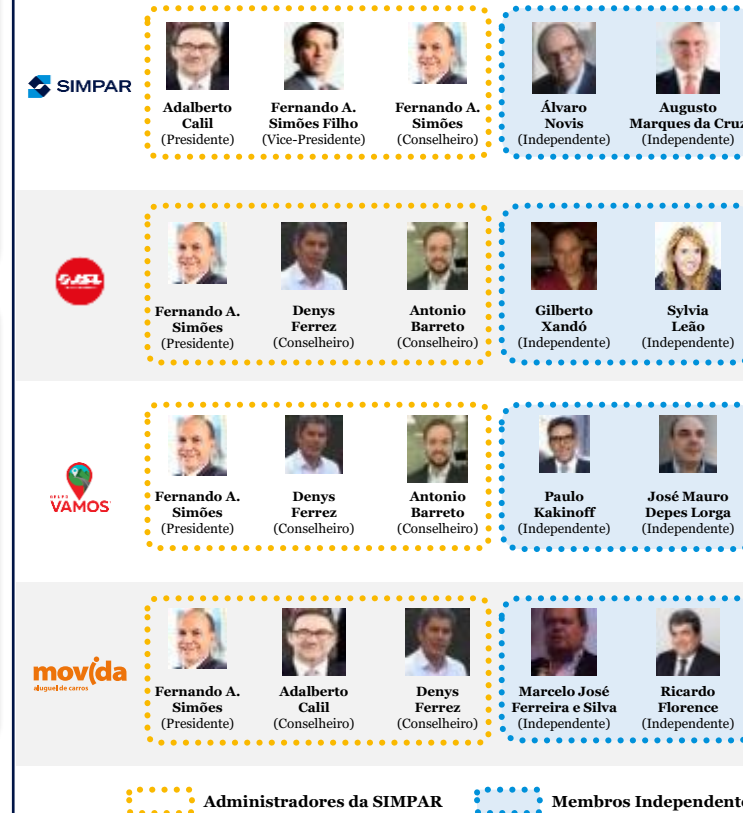 SIMPAR
Adalberto
Calil
(Presidente)
Fernando A.
Simões Filho
(Vice-Presidente)
Fernando A.
Simões
(Conselheiro)
Álvaro
Novis
(Independente)
Augusto
Marques da Cruz
(Independente)
JSL
Fernando A.
Simões
(Presidente)
Denys
Ferrez
(Conselheiro)
Antonio
Barreto
(Conselheiro)
Gilberto
Xandó
(Independente)
Sylvia
Leão
(Independente)
GRUPO
VAMOS
Fernando A.
Simões
(Presidente)
Denys
Ferrez
(Conselheiro)
Antonio
Barreto
(Conselheiro)
Paulo
Kakinoff
(Independente)
José Mauro
Depes Lorga
(Independente)
movida
aluguel de carros
Fernando A.
Simões
(Presidente)
Adalberto
Calil
(Conselheiro)
Denys
Ferrez
(Conselheiro)
Marcelo José
Ferreira e Silva
(Independente)
Ricardo
Florence
(Independente)
Administradores da SIMPAR
Membros Independente